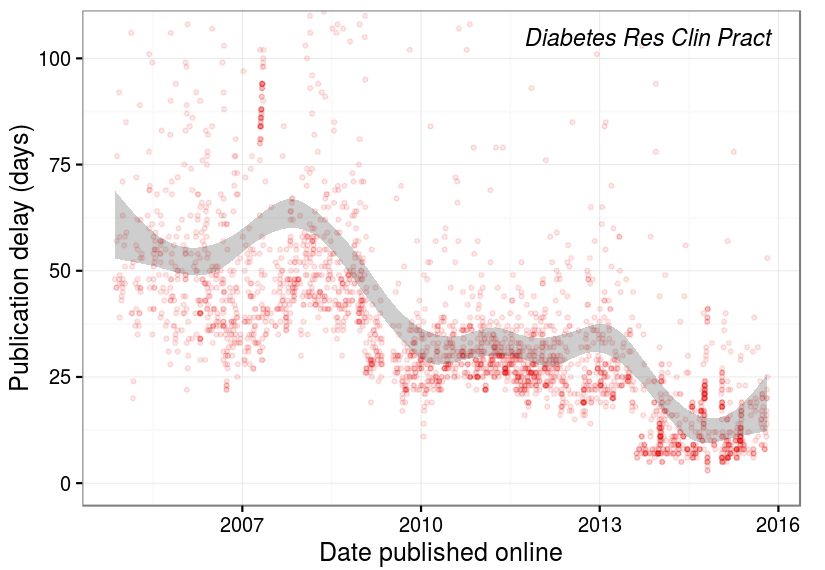 Diabetes Res Clin Pract
100
75
50
25
0
Publication delay (days)
2007 2010 2013 2016
Date published online